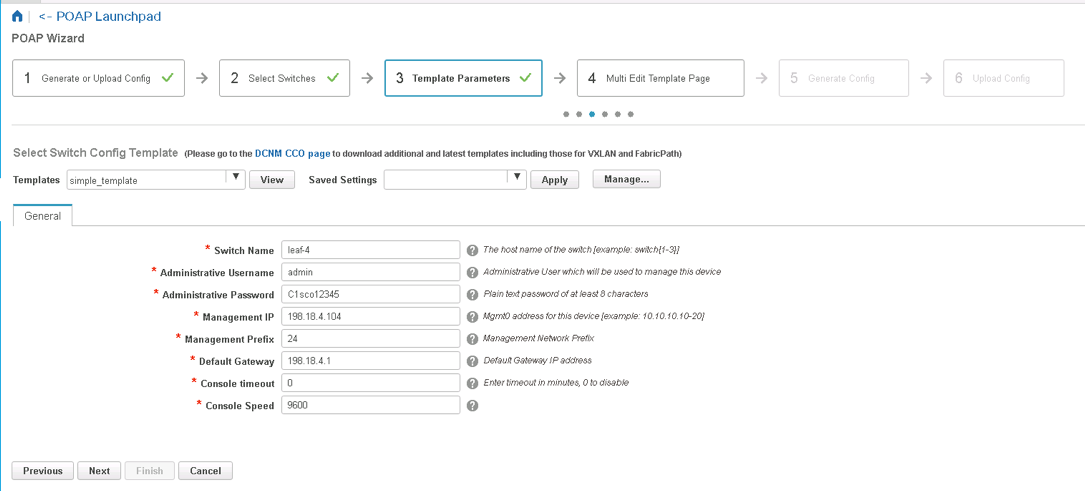 <- POAP Launchpad
POAP Wizard
1 Generate or Upload Config
2 Select Switches
3 Template Parameters
4 Multi Edit Template Page
5 Generate Config
6 Upload Config
Select Switch Config Template (Please go to the DCNM CCO page to download additional and latest templates including those for VXLAN and FabricPath)
Templates simple_template View Saved Settings Apply Manage...
General
* Switch Name leaf-4 ? The host name of the switch [example: switch{1-3}]
* Administrative Username admin ? Administrative User which will be used to manage this device
* Administrative Password C1sco12345 ? Plain text password of at least 8 characters
* Management IP 198.18.4.104 ? Mgmt0 address for this device [example: 10.10.10.10-20]
* Management Prefix 24 ? Management Network Prefix
* Default Gateway 198.18.4.1 ? Default Gateway IP address
* Console timeout 0 ? Enter timeout in minutes, 0 to disable
* Console Speed 9600 ?
Previous Next Finish Cancel